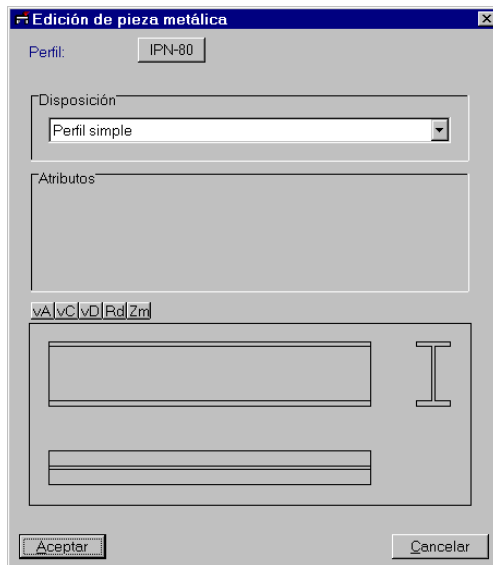 Edición de pieza metálica
Perfil: IPN-80
Disposición
Perfil simple
Atributos
vA vC vD Rd Zm
Aceptar Cancelar